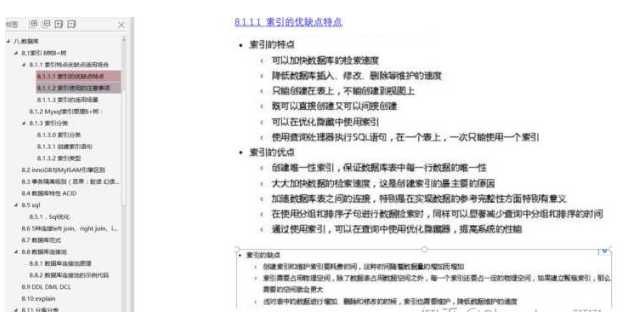 八.数据库
8.1索引 B树B+树
8.1.1 索引特点优缺点适用场合
8.1.1.1 索引的优缺点特点
8.1.1.2 索引使用的注意事项
8.1.1.3 索引的适用场景
8.1.2 Mysql索引原理B+树:
8.1.3 索引分类
8.1.3.0 索引分类
8.1.3.1 创建索引语句
8.1.3.2 索引类型
8.2 InnoDB与MyISAM引擎区别
8.4 数据库特性 ACID
8.5 sql
8.5.1 、Sql优化
8.6 5种连接left join、right join、i...
8.7 数据库范式
8.8 数据库连接池
8.8.1 数据库连接池原理
8.8.2 数据库连接池的示例代码
8.9 DDL DML DCL
8.10 explain
8.11 分库分表
8.1.1.1 索引的优缺点特点
• 索引的特点
可以加快数据库的检索速度
降低数据库插入、修改、删除等维护的速度
只能创建在表上，不能创建到视图上
既可以直接创建又可以间接创建
可以在优化隐藏中使用索引
使用查询处理器执行SQL语句，在一个表上，一次只能使用一个索引
• 索引的优点
创建唯一性索引，保证数据库表中每一行数据的唯一性
大大加快数据的检索速度，这是创建索引的最主要的原因
加速数据库表之间的连接，特别是在实现数据的参考完整性方面特别有意义
在使用分组和排序子句进行数据检索时，同样可以显著减少查询中分组和排序的时间
通过使用索引，可以在查询中使用优化隐藏器，提高系统的性能
• 索引的缺点
创建索引和维护索引要耗费时间，这种时间随着数据量的增加而增加
索引需要占用物理空间，除了数据表占用数据空间之外，每一个索引还要占一定的物理空间，如果建立聚簇索引，那么
需要的空间就会更大
当对表中的数据进行增加、删除和修改的时候，索引也需要维护，降低数据维护的速度